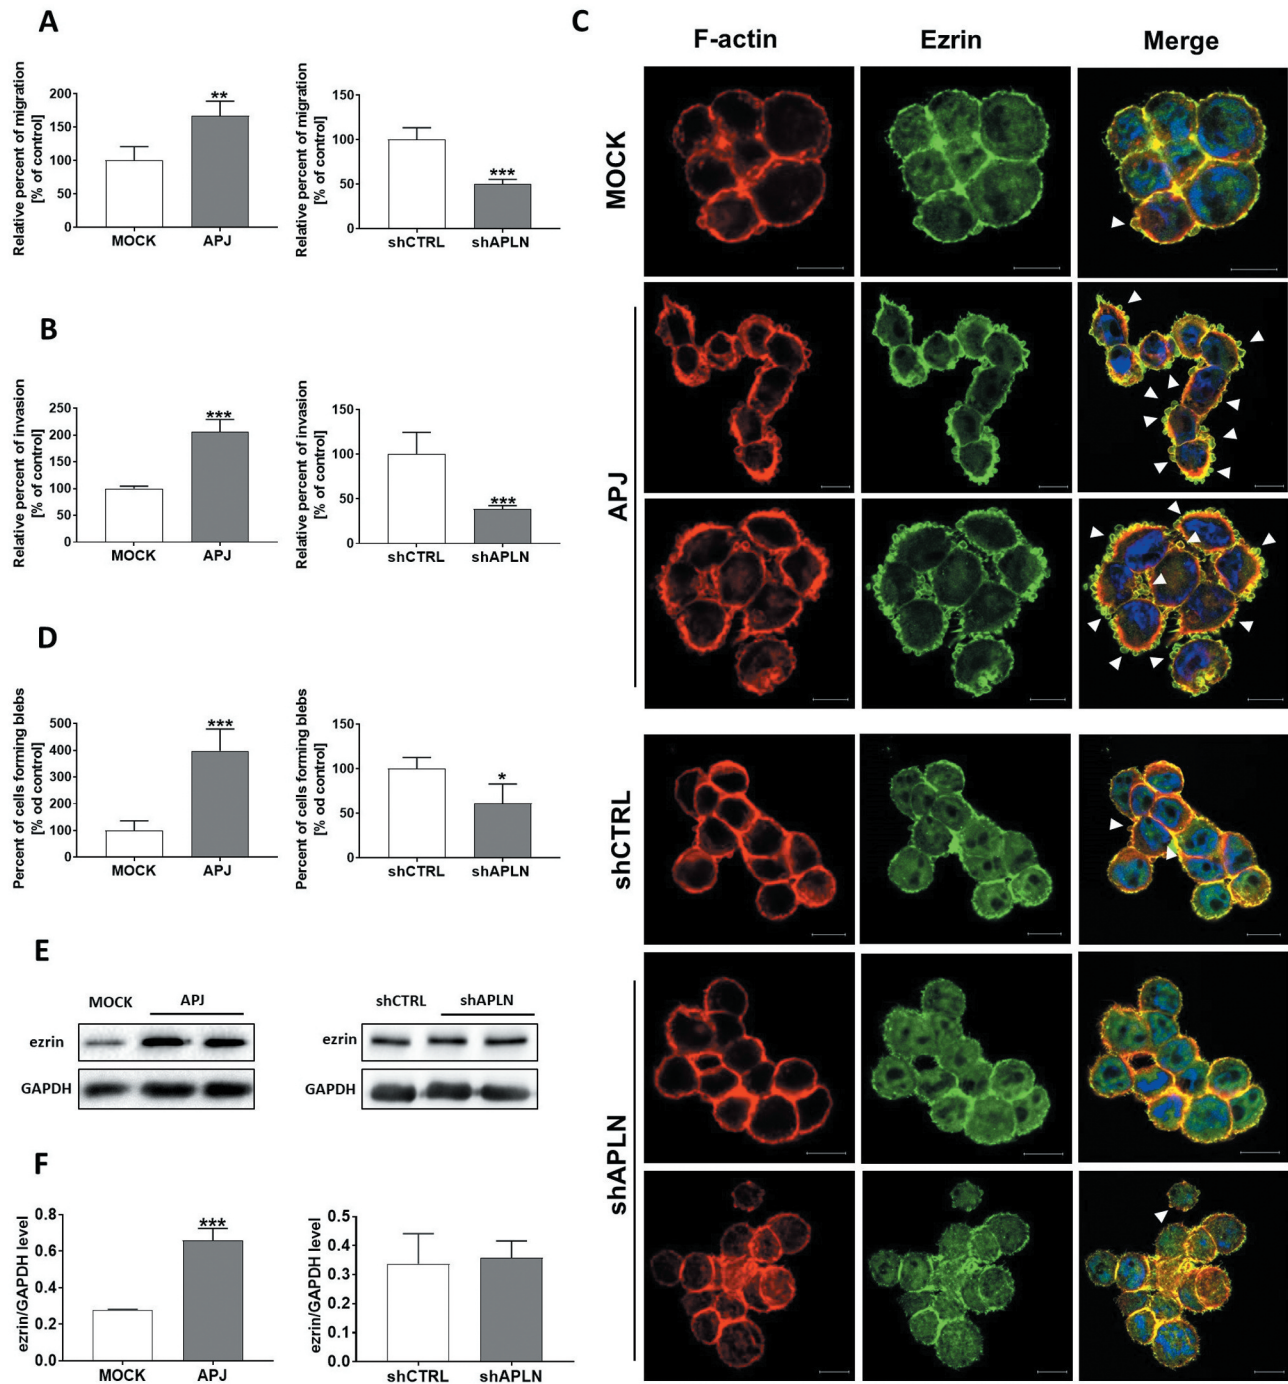 A
Relative percent of migration
[% of control]
200
150
100
50
0
**
MOCK
APJ
Relative percent of migration
[% of control]
150
100
50
0
***
shCTRL
shAPLN
B
Relative percent of invasion
[% of control]
250
200
150
100
50
0
***
MOCK
APJ
Relative percent of invasion
[% of control]
150
100
50
0
***
shCTRL
shAPLN
D
Percent of cells forming blebs
[% od control]
500
400
300
200
100
0
***
MOCK
APJ
Percent of cells forming blebs
[% od control]
150
100
50
0
*
shCTRL
shAPLN
E
MOCK
APJ
ezrin
GAPDH
shCTRL
shAPLN
ezrin
GAPDH
F
ezrin/GAPDH level
0.8
0.6
0.4
0.2
0.0
***
MOCK
APJ
ezrin/GAPDH level
0.5
0.4
0.3
0.2
0.1
0.0
shCTRL
shAPLN
C
F-actin
Ezrin
Merge
MOCK
APJ
shCTRL
shAPLN